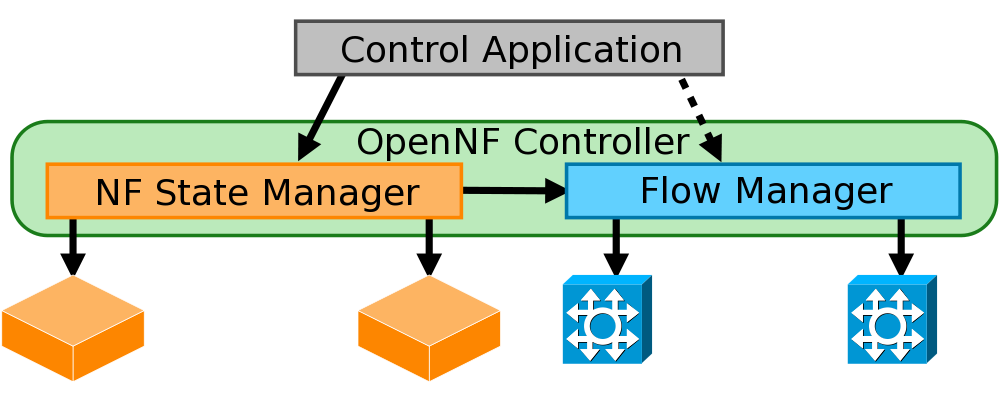 Control Application
OpenNF Controller
NF State Manager
Flow Manager